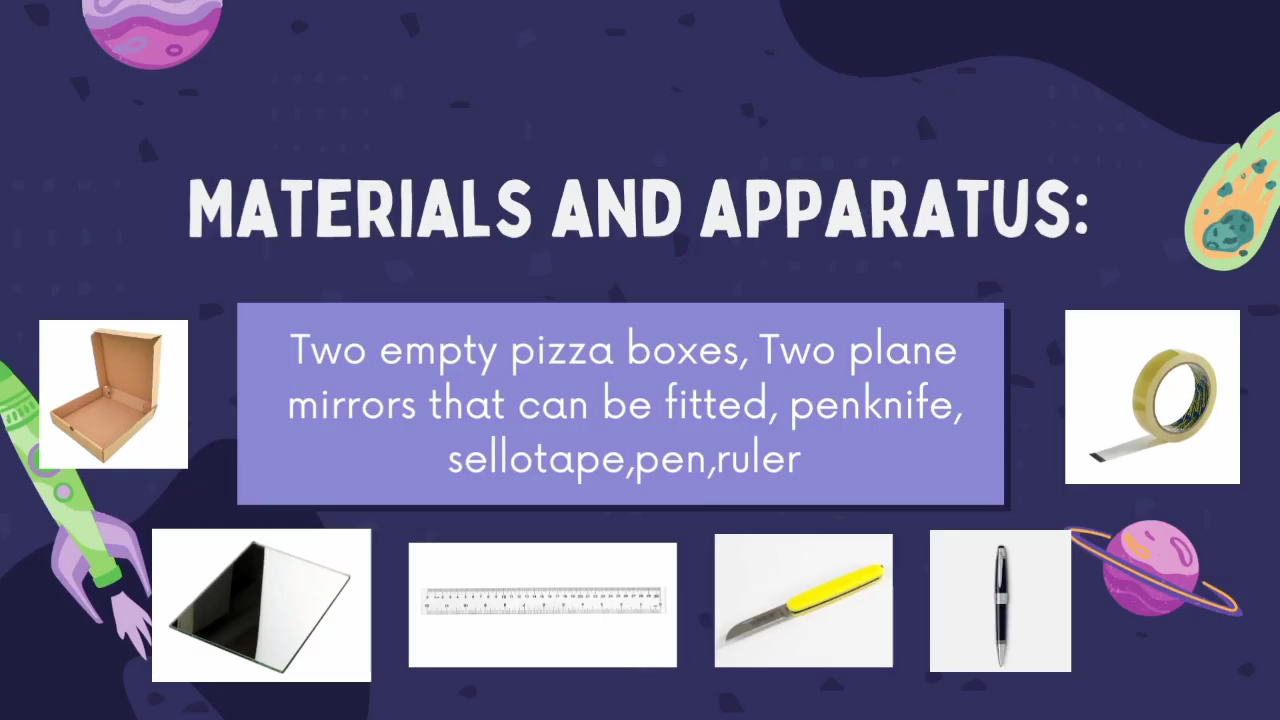 MATERIALS AND APPARATUS:
Two empty pizza boxes, Two plane
mirrors that can be fitted, penknife,
sellotape,pen,ruler